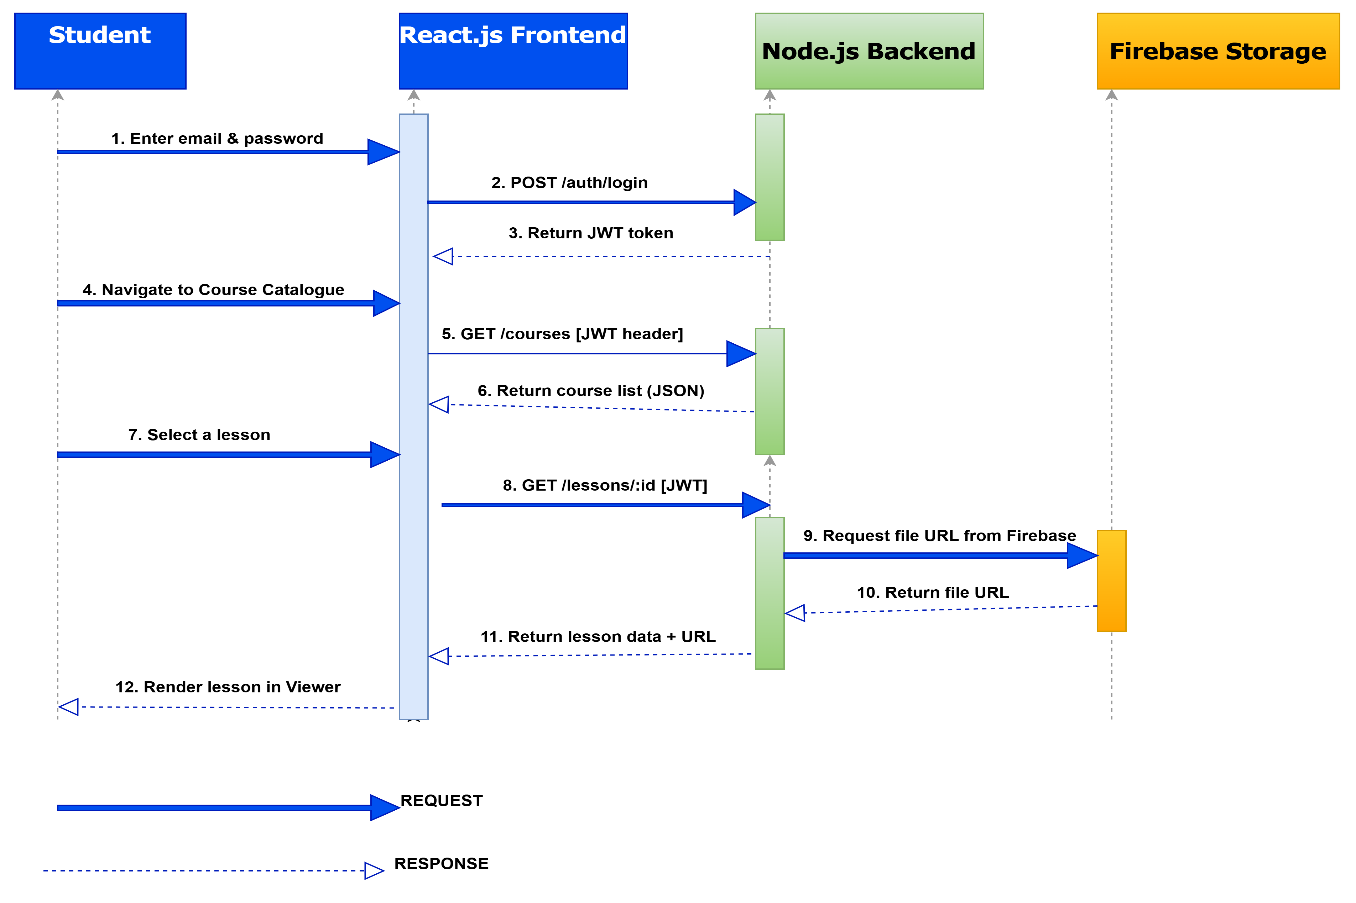 Student
React.js Frontend
Node.js Backend
Firebase Storage
1. Enter email & password
2. POST /auth/login
3. Return JWT token
4. Navigate to Course Catalogue
5. GET /courses [JWT header]
6. Return course list (JSON)
7. Select a lesson
8. GET /lessons/:id [JWT]
9. Request file URL from Firebase
10. Return file URL
11. Return lesson data + URL
12. Render lesson in Viewer
REQUEST
RESPONSE